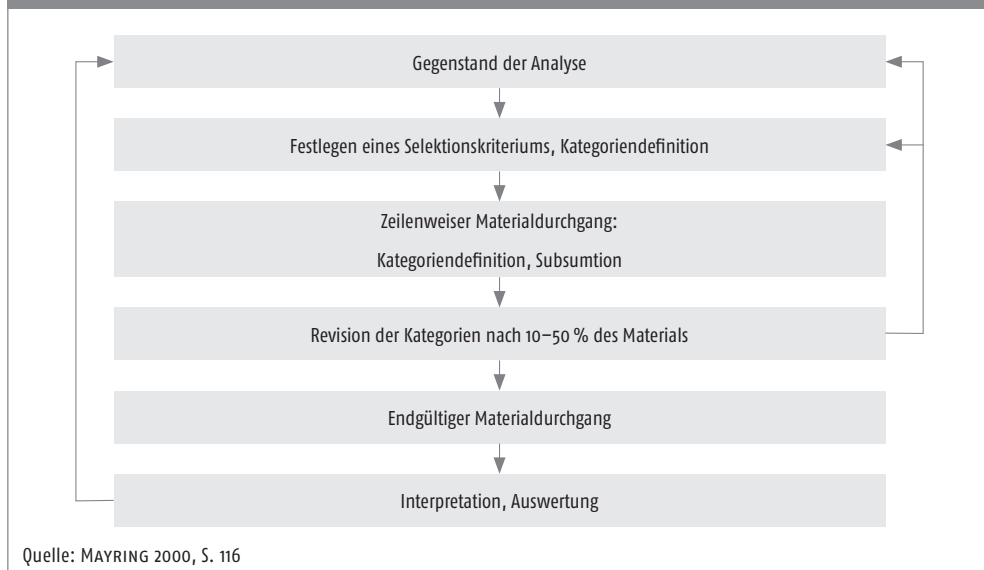 Gegenstand der Analyse
Festlegen eines Selektionskriteriums, Kategoriendefinition
Zeilenweiser Materialdurchgang:
Kategoriendefinition, Subsumtion
Revision der Kategorien nach 10–50 % des Materials
Endgültiger Materialdurchgang
Interpretation, Auswertung
Quelle: MAYRING 2000, S. 116